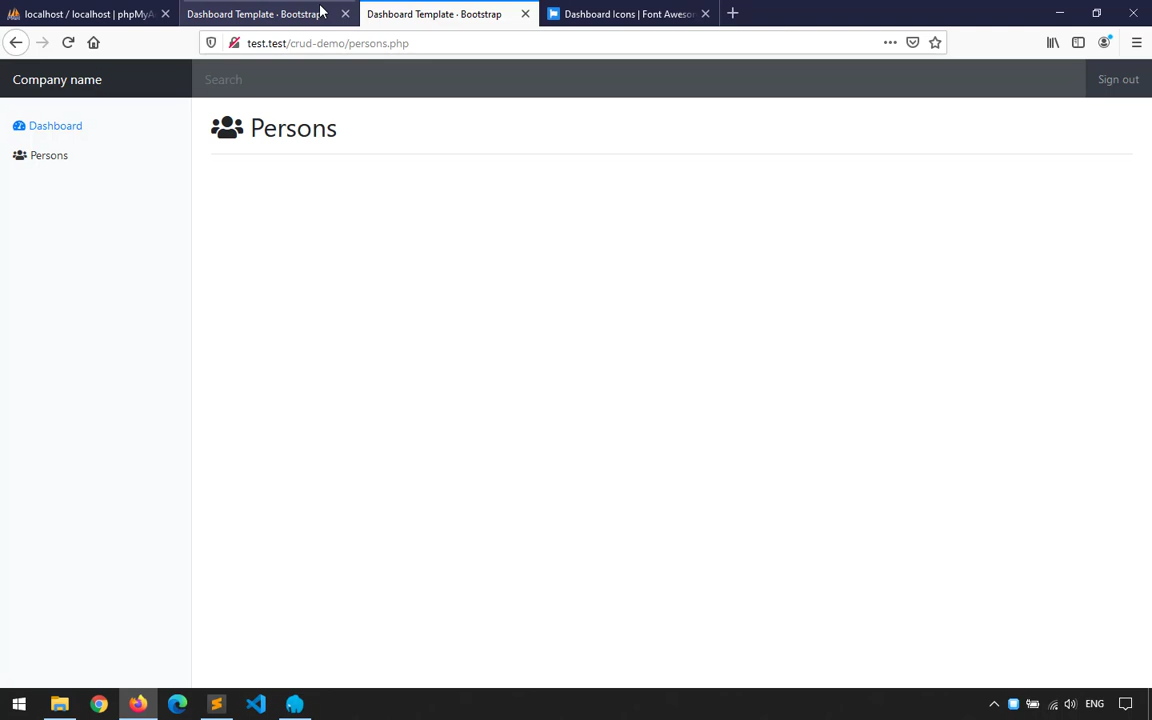 localhost / localhost | phpMyA
Dashboard Template · Bootstrap
Dashboard Template · Bootstrap
Dashboard Icons | Font Aweson
test.test/crud-demo/persons.php
Company name
Search
Sign out
Dashboard
Persons
Persons
ENG